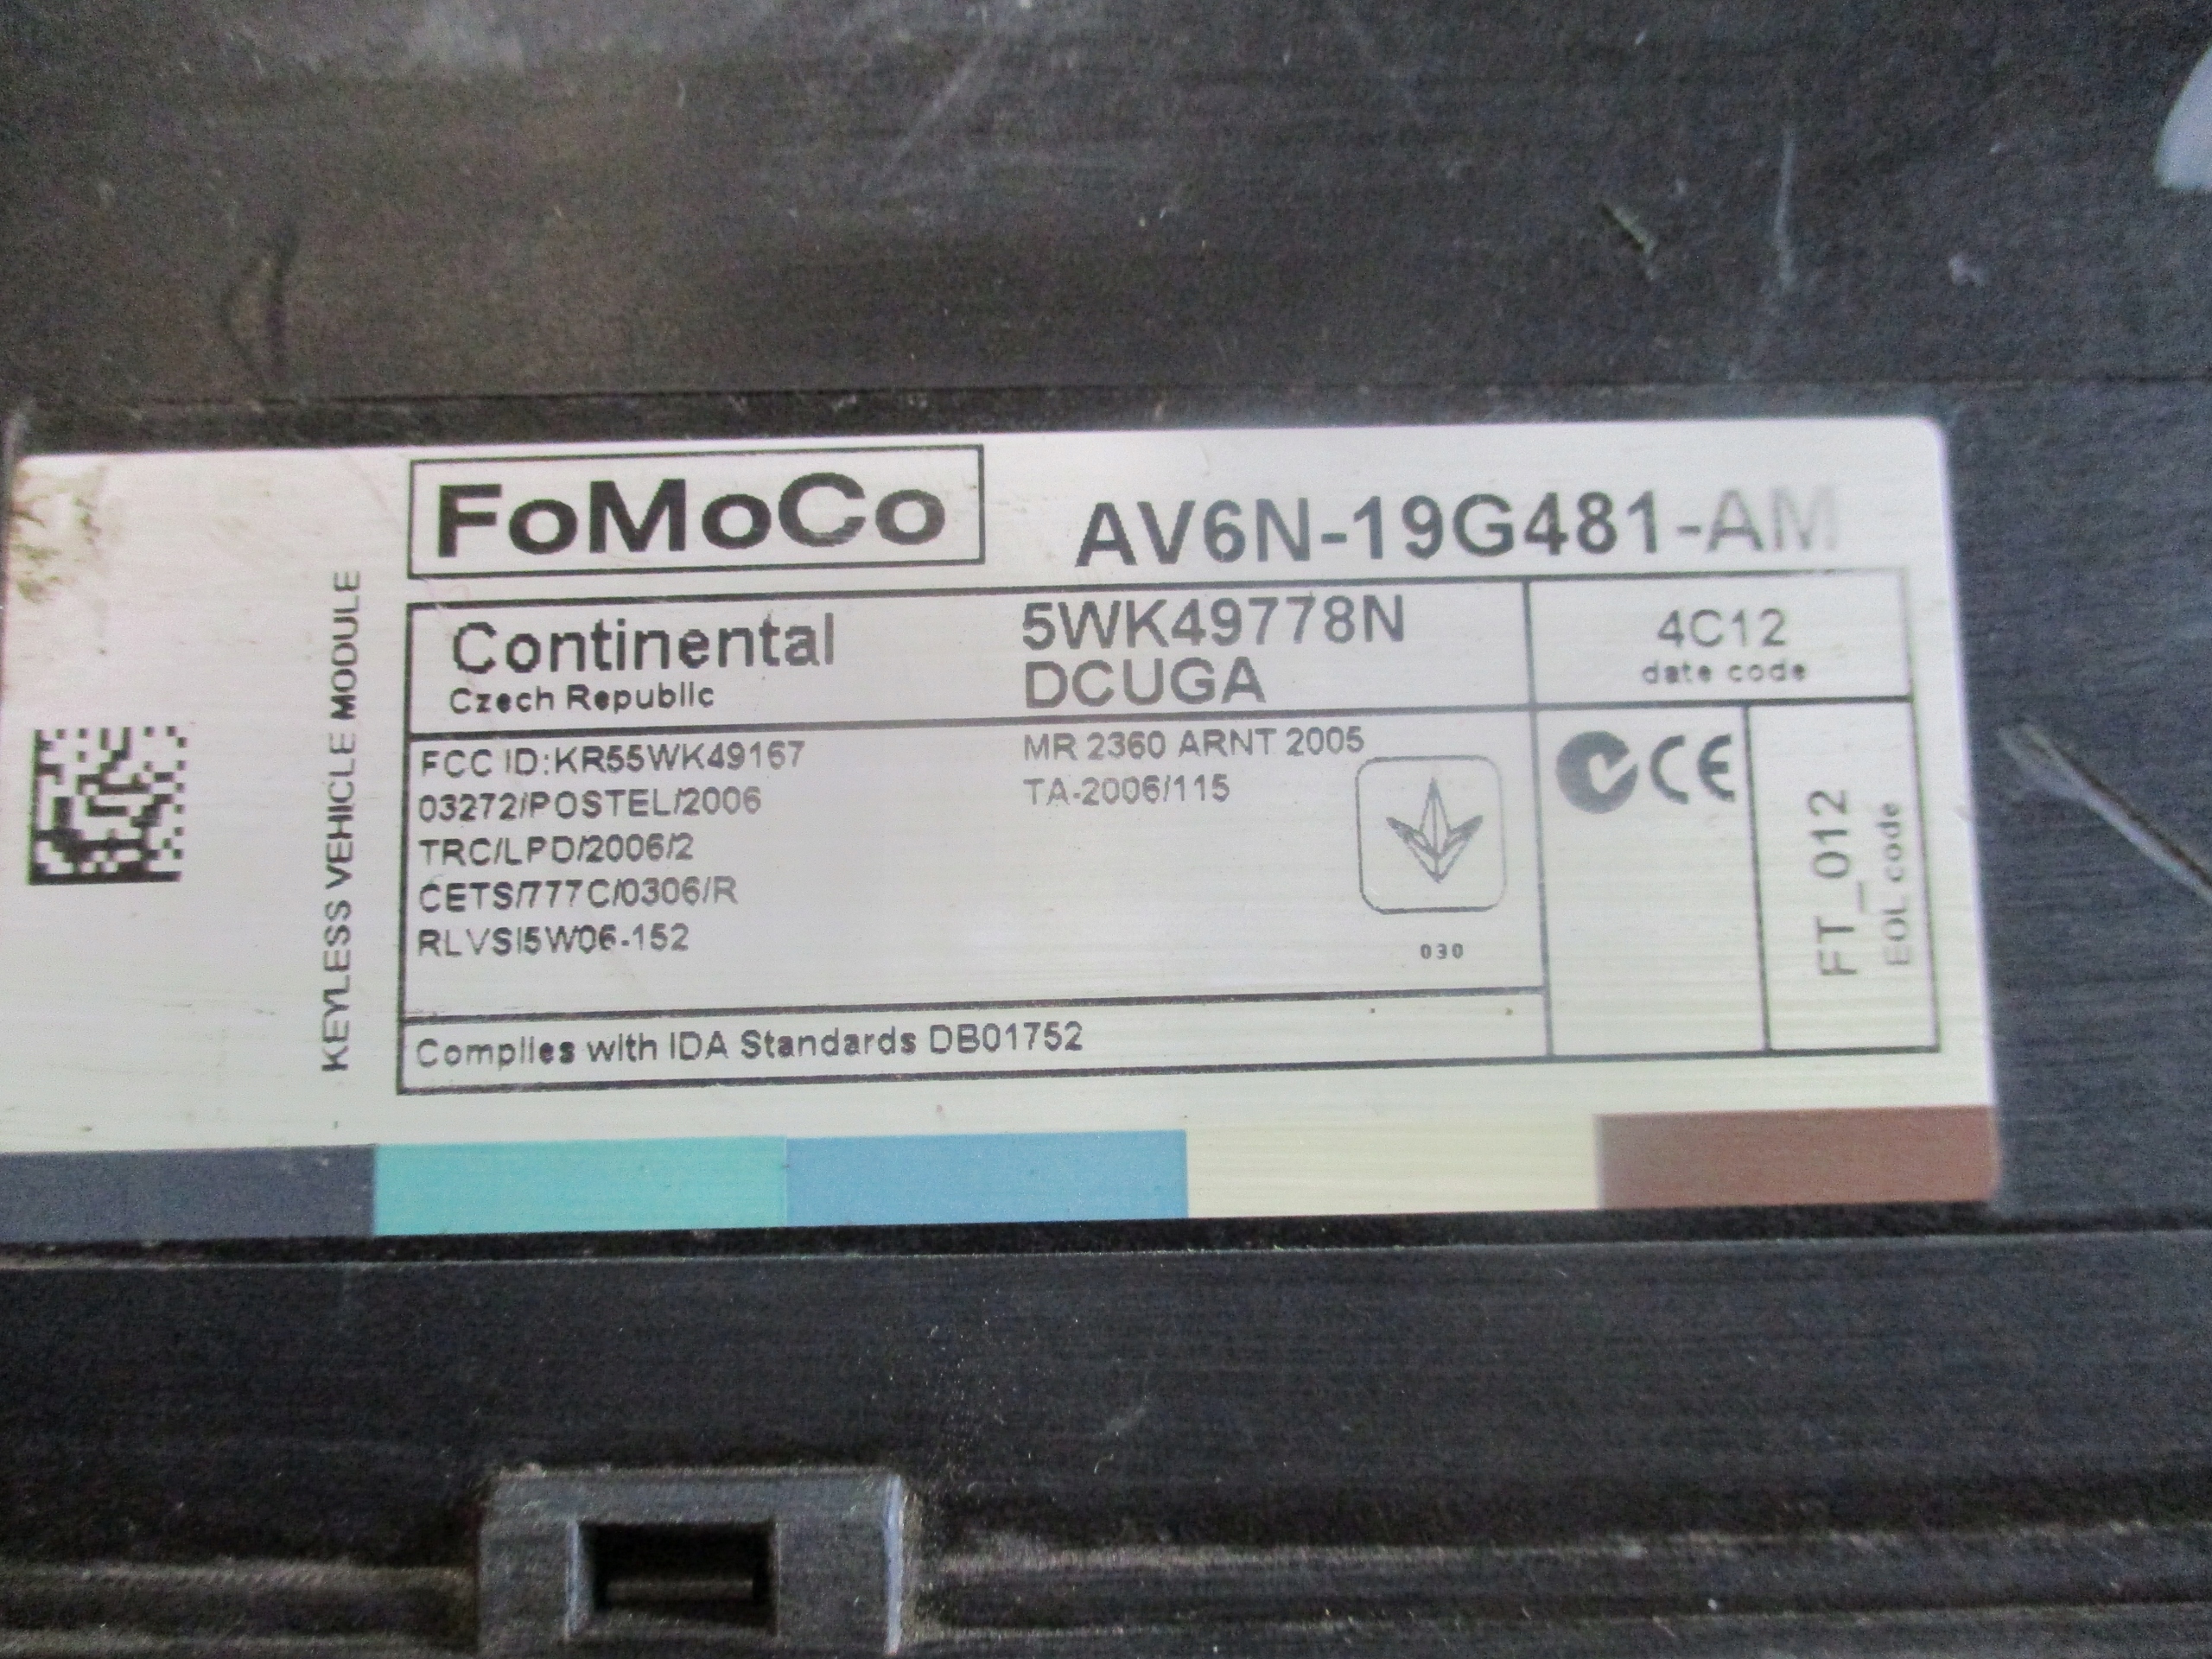 FoMoCo
AV6N-19G481-AM
KEYLESS VEHICLE MODULE
Continental
Czech Republic
5WK49778N
DCUGA
4C12
date code
FCC ID:KR55WK49167
03272/POSTEL/2006
TRC/LPD/2006/2
CETS/777C/0306/R
RLVSI5W06-152
MR 2360 ARNT 2005
TA-2006/115
030
CE
FT_012
EOL code
Complies with IDA Standards DB01752